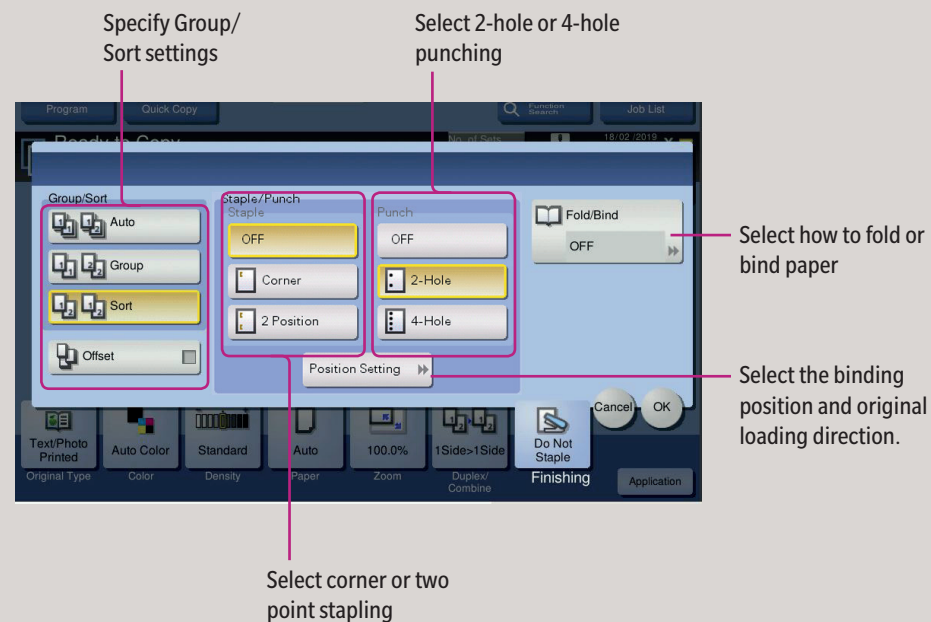 Specify Group/
Sort settings
Select 2-hole or 4-hole
punching
Program
Quick Copy
Function
Search
Job List
Ready to Copy
No. of Sets
18/02/2019
Group/Sort
Auto
Group
Sort
Offset
Staple/Punch
Staple
OFF
Corner
2 Position
Punch
OFF
2-Hole
4-Hole
Position Setting
Fold/Bind
OFF
Select how to fold or
bind paper
Select the binding
position and original
loading direction.
Cancel
OK
Text/Photo
Printed
Original Type
Auto Color
Color
Standard
Density
Auto
Paper
100.0%
Zoom
1Side>1Side
Duplex/
Combine
Do Not
Staple
Finishing
Application
Select corner or two
point stapling